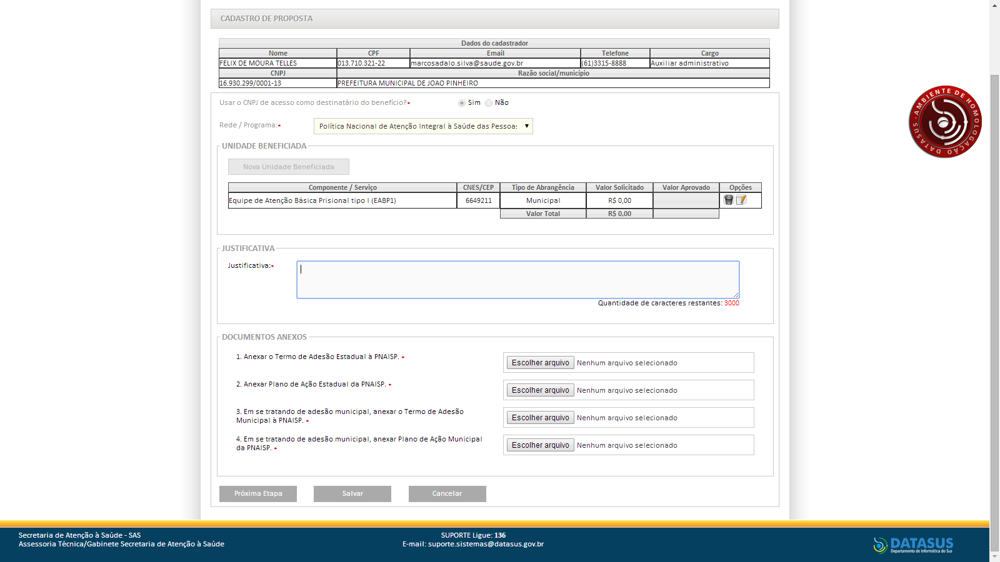 CADASTRO DE PROPOSTA
Dados do cadastrador
Nome CPF Email Telefone Cargo
FELIX DE MOURA TELLES 013.710.321-22 marcosadalo.silva@saude.gov.br (61)3315-8888 Auxiliar administrativo
CNPJ Razão social/município
16.930.299/0001-13 PREFEITURA MUNICIPAL DE JOAO PINHEIRO
Usar o CNPJ de acesso como destinatário do benefício?* Sim Não
Rede / Programa:* Política Nacional de Atenção Integral à Saúde das Pessoas
AMBIENTE DE HOMOLOGAÇÃO DATASUS -
UNIDADE BENEFICIADA
Nova Unidade Beneficiada
Componente / Serviço CNES/CEP Tipo de Abrangência Valor Solicitado Valor Aprovado Opções
Equipe de Atenção Básica Prisional tipo I (EABP1) 6649211 Municipal R$ 0,00
Valor Total R$ 0,00
JUSTIFICATIVA
Justificativa:*
Quantidade de caracteres restantes: 3000
DOCUMENTOS ANEXOS
1. Anexar o Termo de Adesão Estadual à PNAISP. * Escolher arquivo Nenhum arquivo selecionado
2. Anexar Plano de Ação Estadual da PNAISP. * Escolher arquivo Nenhum arquivo selecionado
3. Em se tratando de adesão municipal, anexar o Termo de Adesão
Municipal à PNAISP. * Escolher arquivo Nenhum arquivo selecionado
4. Em se tratando de adesão municipal, anexar Plano de Ação Municipal
da PNAISP. * Escolher arquivo Nenhum arquivo selecionado
Próxima Etapa Salvar Cancelar
Secretaria de Atenção à Saúde - SAS
Assessoria Técnica/Gabinete Secretaria de Atenção à Saúde
SUPORTE Ligue: 136
E-mail: suporte.sistemas@datasus.gov.br
DATASUS
Departamento de Informática do Sus